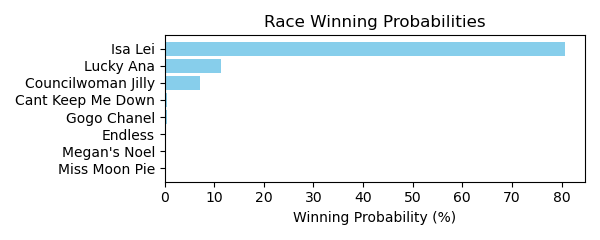 Race Winning Probabilities
Isa Lei
Lucky Ana
Councilwoman Jilly
Cant Keep Me Down
Gogo Chanel
Endless
Megan's Noel
Miss Moon Pie
0 10 20 30 40 50 60 70 80
Winning Probability (%)